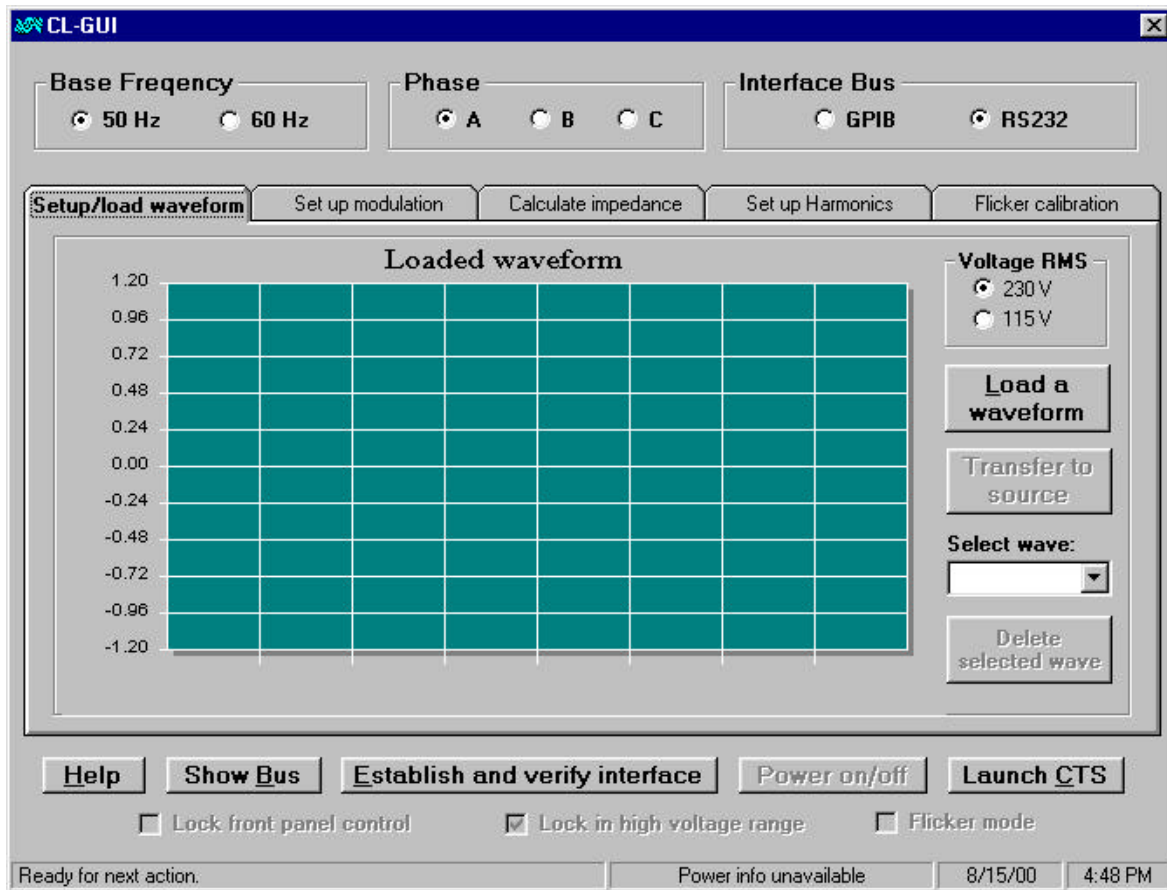 CL-GUI
Base Freqency
50 Hz 60 Hz
Phase
A B C
Interface Bus
GPIB RS232
Setup/load waveform Set up modulation Calculate impedance Set up Harmonics Flicker calibration
Loaded waveform
1.20
0.96
0.72
0.48
0.24
0.00
-0.24
-0.48
-0.72
-0.96
-1.20
Voltage RMS
230 V
115 V
Load a
waveform
Transfer to
source
Select wave:
Delete
selected wave
Help Show Bus Establish and verify interface Power on/off Launch CTS
Lock front panel control Lock in high voltage range Flicker mode
Ready for next action. Power info unavailable 8/15/00 4:48 PM